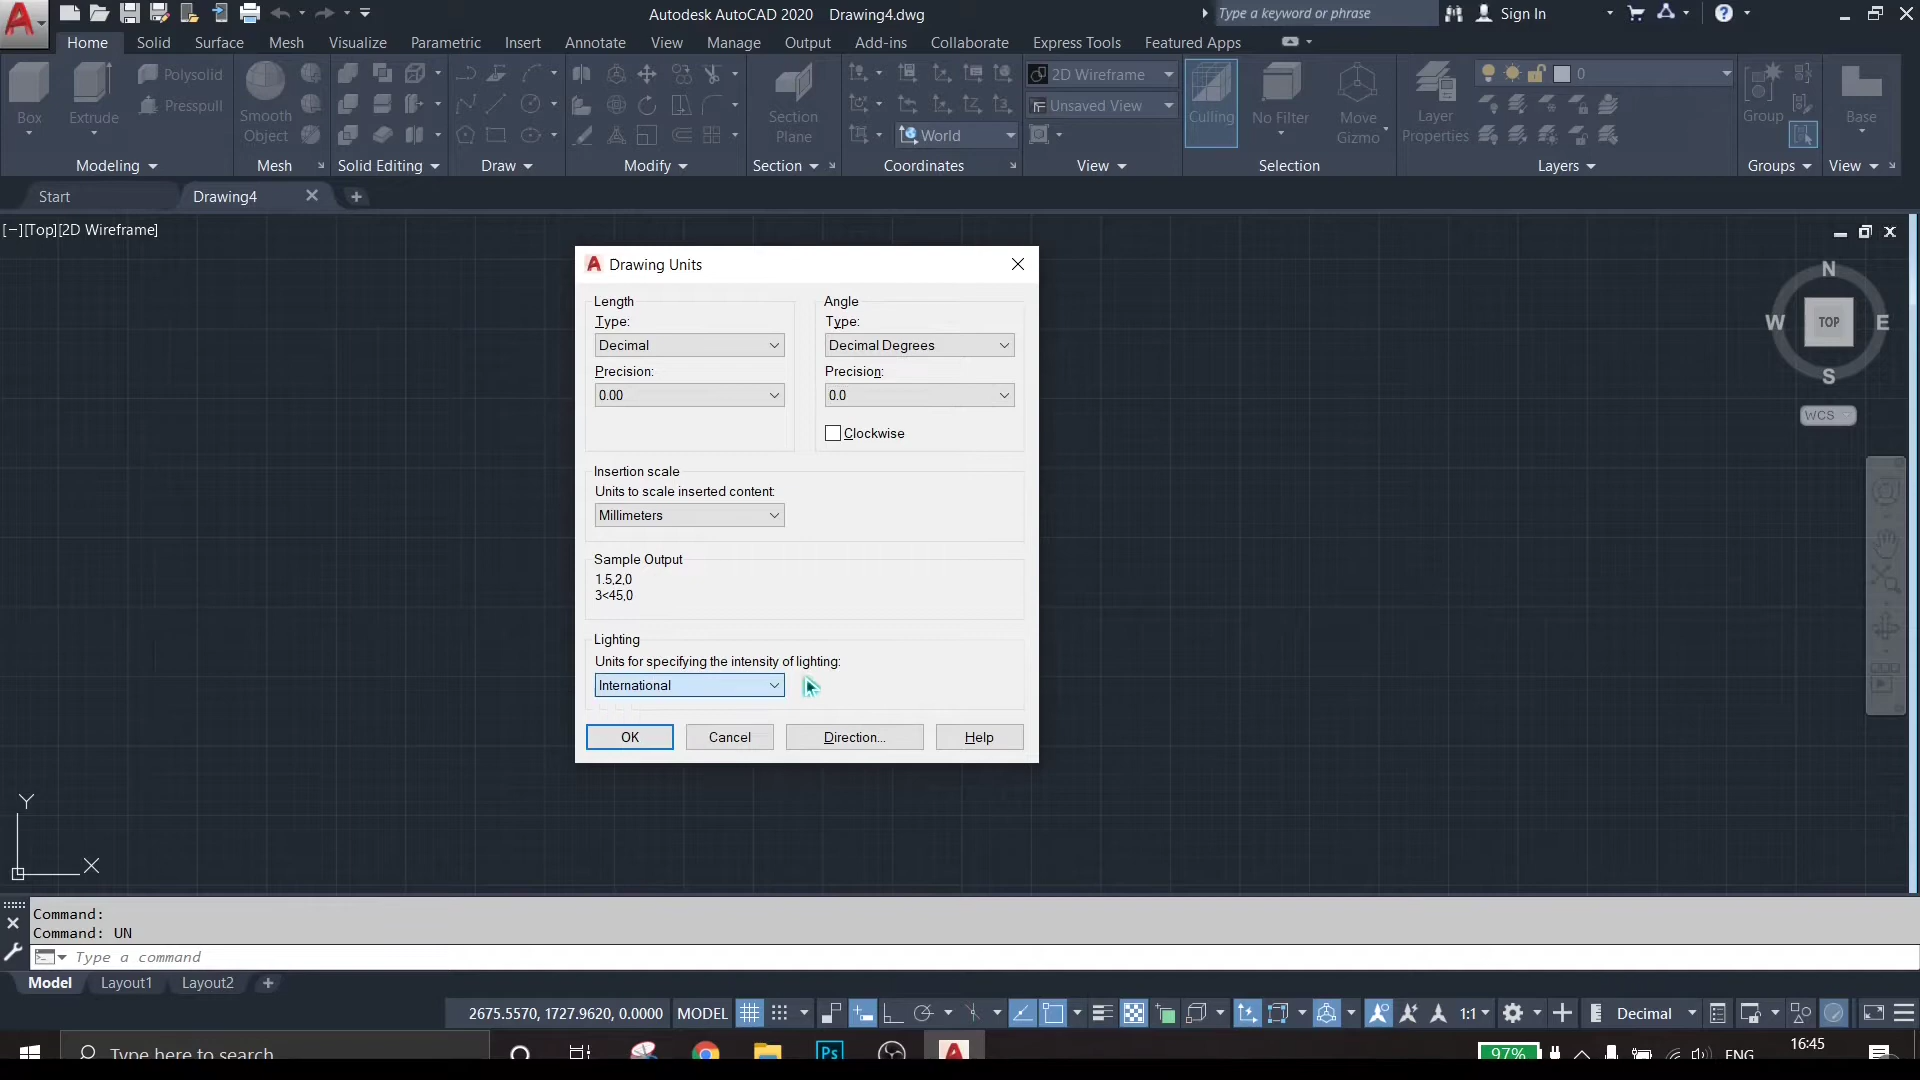 Autodesk AutoCAD 2020 Drawing4.dwg
Type a keyword or phrase
Sign In
Home Solid Surface Mesh Visualize Parametric Insert Annotate View Manage Output Add-ins Collaborate Express Tools Featured Apps
Box
Extrude
Polysolid
Presspull
Smooth
Object
Section
Plane
World
2D Wireframe
Unsaved View
Culling
No Filter
Move
Gizmo
Layer
Properties
0
Group
Base
Modeling Mesh Solid Editing Draw Modify Section Coordinates View Selection Layers Groups View
Start Drawing4
[−][Top][2D Wireframe]
N
W TOP E
S
WCS
Drawing Units
Length
Type:
Decimal
Precision:
0.00
Angle
Type:
Decimal Degrees
Precision:
0.0
Clockwise
Insertion scale
Units to scale inserted content:
Millimeters
Sample Output
1.5,2,0
3<45,0
Lighting
Units for specifying the intensity of lighting:
International
OK Cancel Direction... Help
Y
X
Command:
Command: UN
Type a command
Model Layout1 Layout2
2675.5570, 1727.9620, 0.0000 MODEL 1:1 Decimal
Type here to search
Ps
97% ENG 16:45